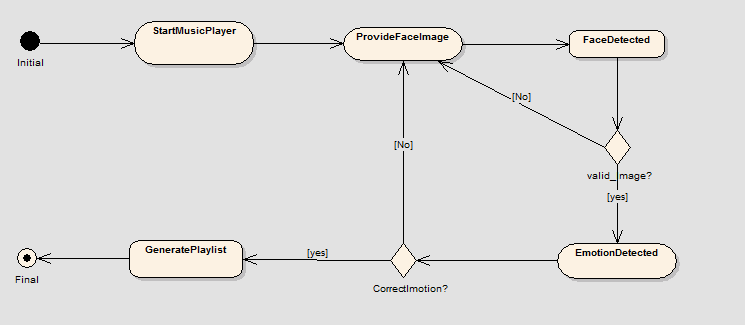 StartMusicPlayer
ProvideFaceImage
FaceDetected
Initial
[No]
[No]
valid_image?
[yes]
GeneratePlaylist
[yes]
EmotionDetected
Final
CorrectImotion?